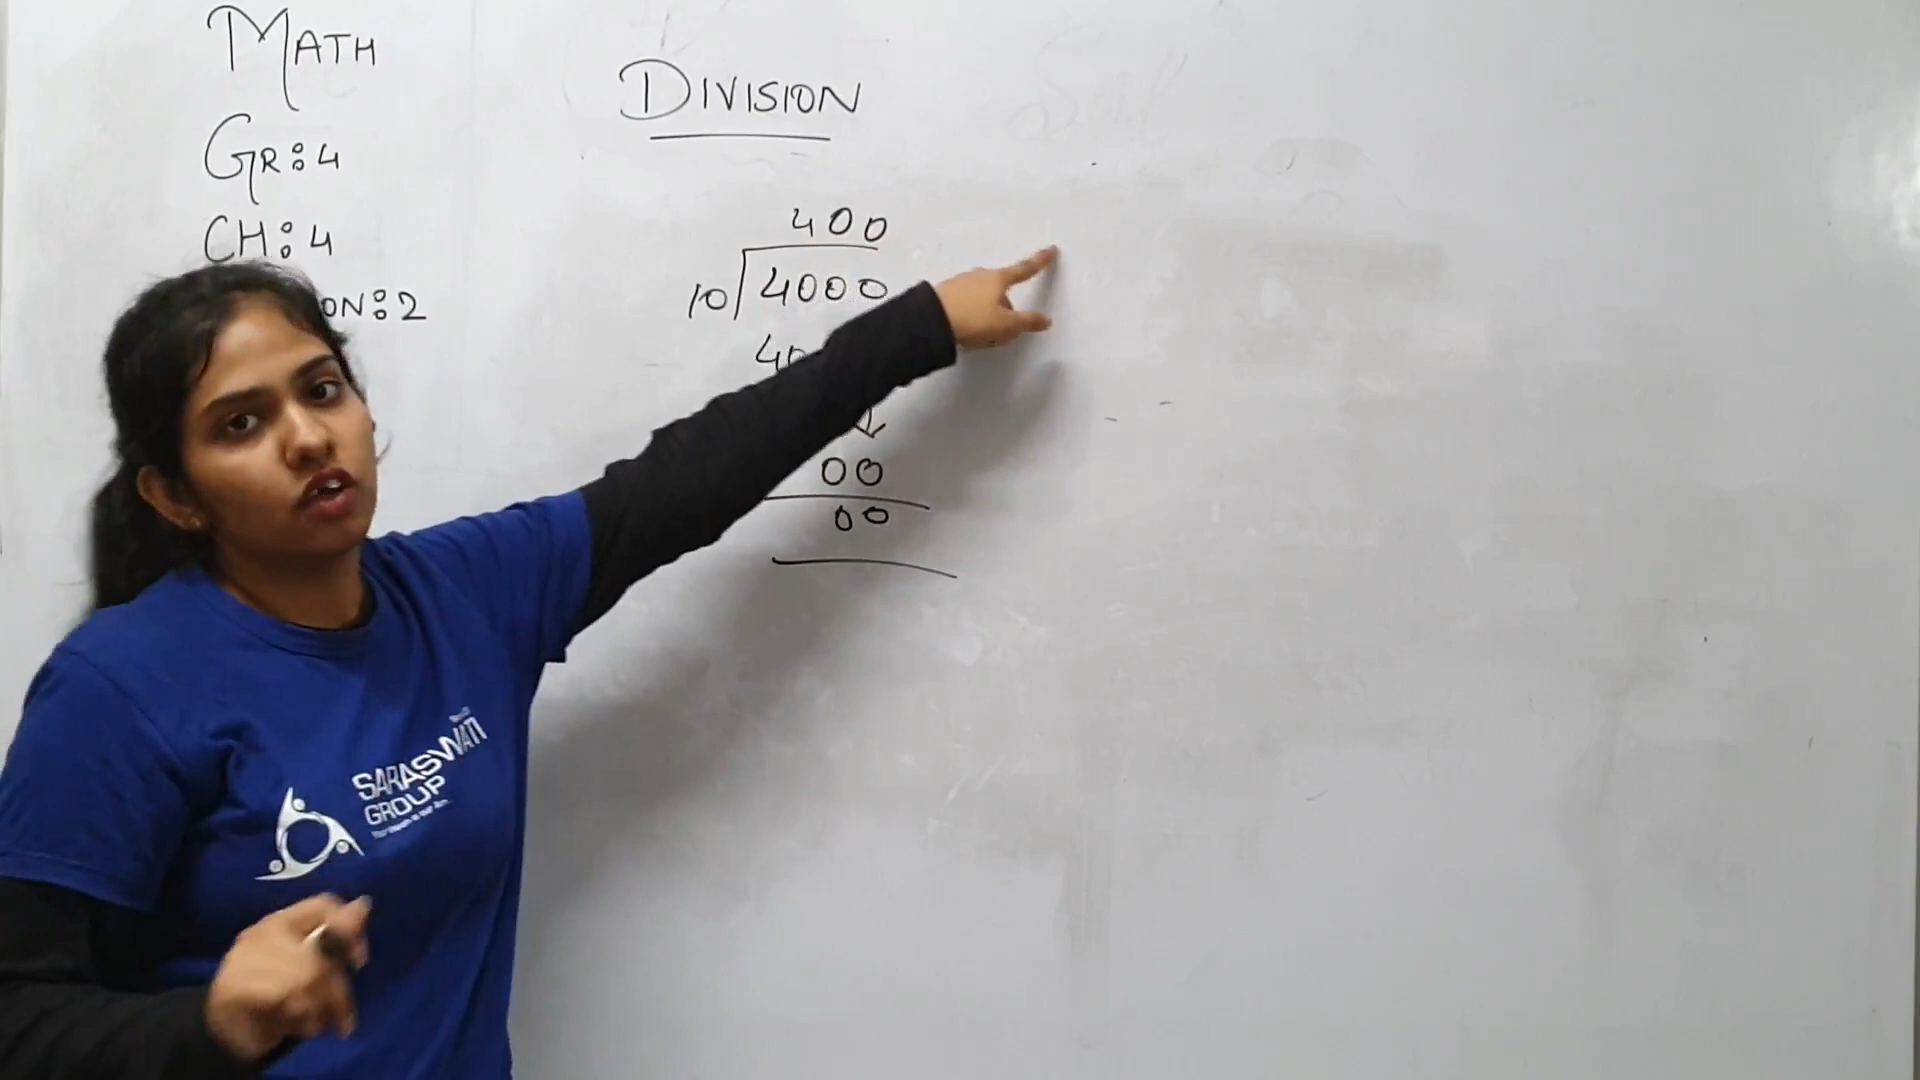 MATH
GR: 4
CH: 4
ON: 2
DIVISION
400
10 4000
40
00
00
SARASWATI
GROUP